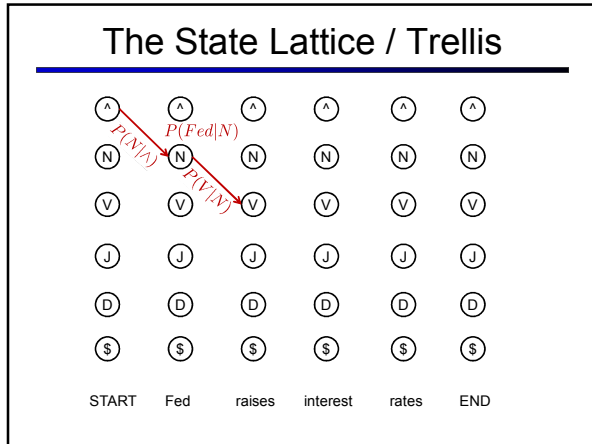 The State Lattice / Trellis
^ ^ ^ ^ ^ ^
P(N|∧) P(Fed|N)
N N N N N N
P(V|N)
V V V V V V
J J J J J J
D D D D D D
$ $ $ $ $ $
START Fed raises interest rates END